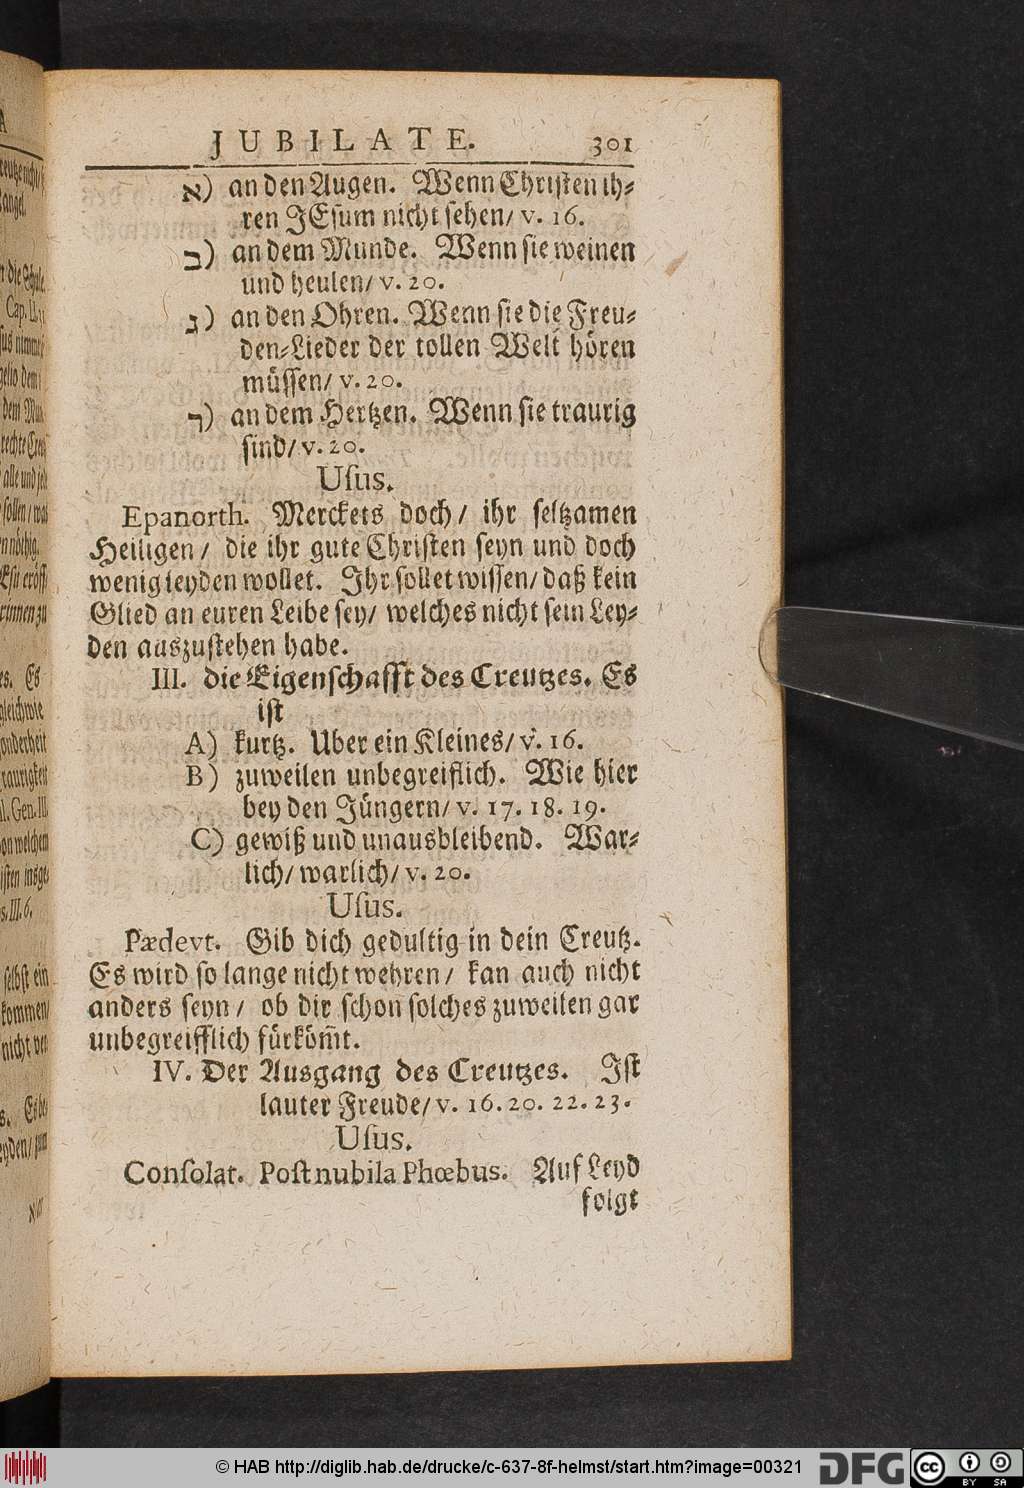 JUBILATE. 301
א) an den Augen. Wenn Christen ih⸗
ren JEsum nicht sehen/ v. 16.
ב) an dem Munde. Wenn sie weinen
und heulen/ v. 20.
ג) an den Ohren. Wenn sie die Freu⸗
den⸗Lieder der tollen Welt hören
müssen/ v. 20.
ד) an dem Hertzen. Wenn sie traurig
sind/ v. 20.
Usus.
Epanorth. Merckets doch/ ihr seltzamen
Heiligen/ die ihr gute Christen seyn und doch
wenig leyden wollet. Ihr sollet wissen/ daß kein
Glied an euren Leibe sey/ welches nicht sein Ley⸗
den auszustehen habe.
III. die Eigenschafft des Creutzes. Es
ist
A) kurtz. Uber ein Kleines/ v. 16.
B) zuweilen unbegreiflich. Wie hier
bey den Jüngern/ v. 17. 18. 19.
C) gewiß und unausbleibend. War⸗
lich/ warlich/ v. 20.
Usus.
Pædevt. Gib dich gedultig in dein Creutz.
Es wird so lange nicht wehren/ kan auch nicht
anders seyn/ ob dir schon solches zuweilen gar
unbegreifflich fürköm̃t.
IV. Der Ausgang des Creutzes. Ist
lauter Freude/ v. 16. 20. 22. 23.
Usus.
Consolat. Post nubila Phœbus. Auf Leyd
folgt
© HAB http://diglib.hab.de/drucke/c-637-8f-helmst/start.htm?image=00321
DFG
cc BY SA